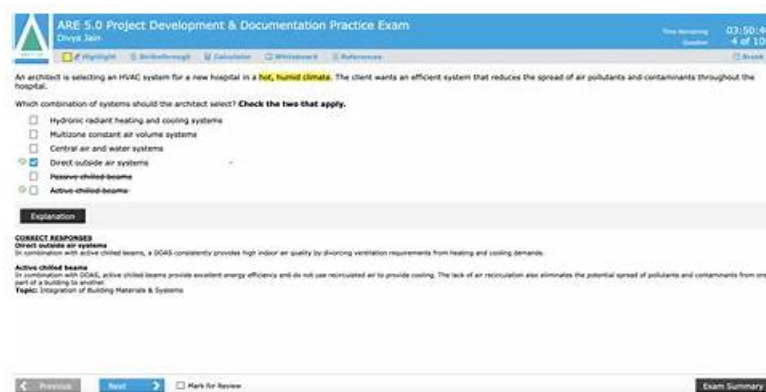 ARE 5.0 Project Development & Documentation Practice Exam
Divya Jain
Time Remaining 03:50:4
Question 4 of 10
Highlight Strikethrough Calculator Whiteboard References Break
An architect is selecting an HVAC system for a new hospital in a hot, humid climate. The client wants an efficient system that reduces the spread of air pollutants and contaminants throughout the
hospital.
Which combination of systems should the architect select? Check the two that apply.
Hydronic radiant heating and cooling systems
Multizone constant air volume systems
Central air and water systems
Direct outside air systems
Passive chilled beams
Active chilled beams
Explanation
CORRECT RESPONSES
Direct outside air systems
In combination with active chilled beams, a DOAS consistently provides high indoor air quality by divorcing ventilation requirements from heating and cooling demands.
Active chilled beams
In combination with DOAS, active chilled beams provide excellent energy efficiency and do not use recirculated air to provide cooling. The lack of air recirculation also eliminates the potential spread of pollutants and contaminants from one
part of a building to another.
Topic: Integration of Building Materials & Systems
Previous Next Mark for Review Exam Summary